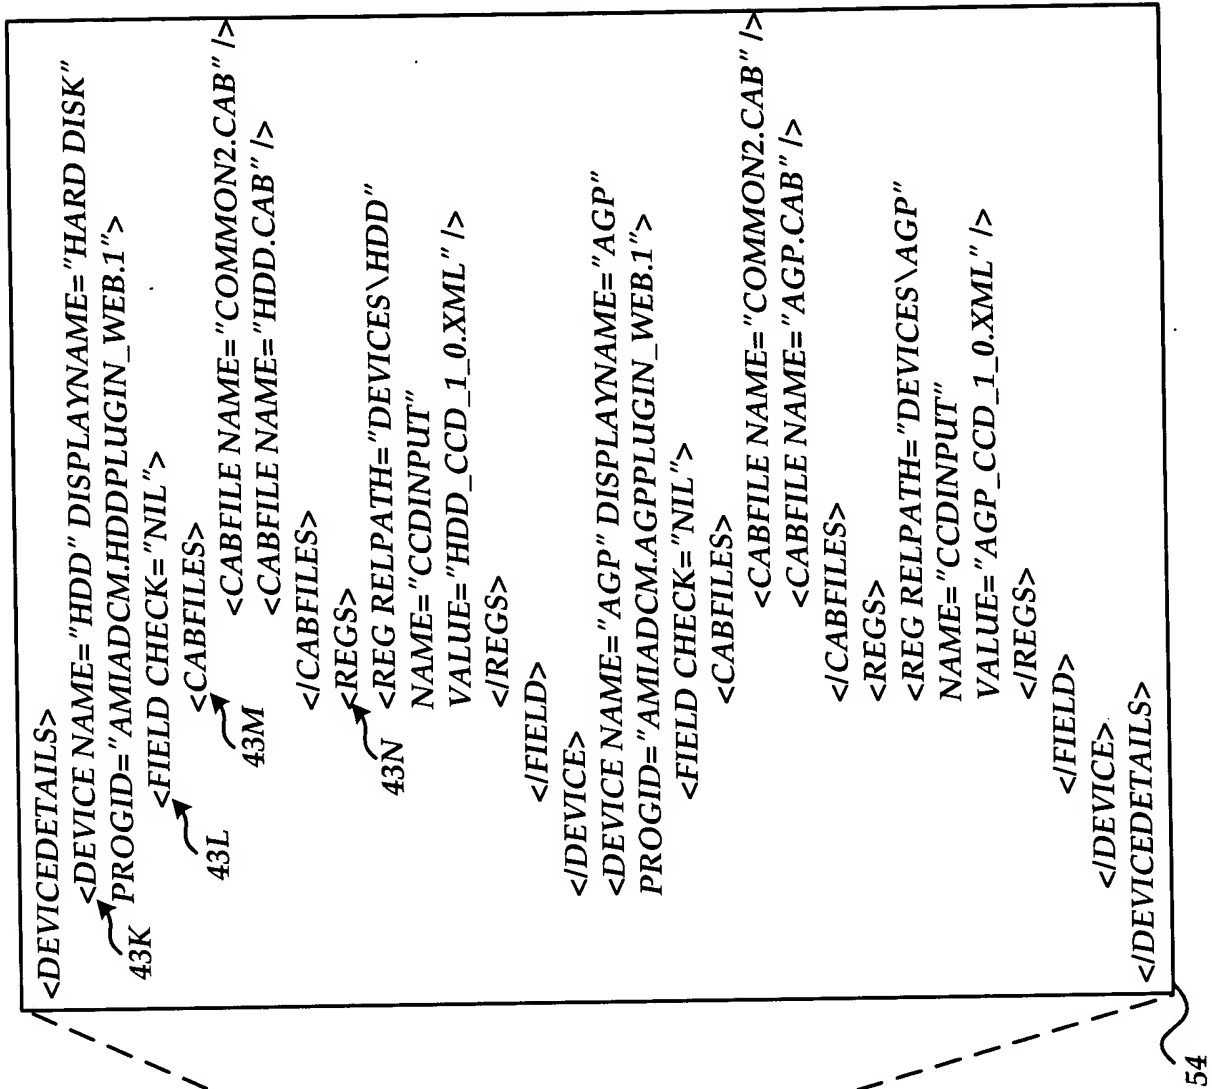 <DEVICEDETAILS>
<DEVICE NAME="HDD" DISPLAYNAME="HARD DISK"
PROGID="AMIADCM.HDDPLUGIN_WEB.1">
<FIELD CHECK="NIL">
<CABFILES>
<CABFILE NAME="COMMON2.CAB" />
<CABFILE NAME="HDD.CAB" />
</CABFILES>
<REGS>
<REG RELPATH="DEVICES\HDD"
NAME="CCDINPUT"
VALUE="HDD_CCD_1_0.XML" />
</REGS>
</FIELD>
</DEVICE>
<DEVICE NAME="AGP" DISPLAYNAME="AGP"
PROGID="AMIADCM.AGPPLUGIN_WEB.1">
<FIELD CHECK="NIL">
<CABFILES>
<CABFILE NAME="COMMON2.CAB" />
<CABFILE NAME="AGP.CAB" />
</CABFILES>
<REGS>
<REG RELPATH="DEVICES\AGP"
NAME="CCDINPUT"
VALUE="AGP_CCD_1_0.XML" />
</REGS>
</FIELD>
</DEVICE>
</DEVICEDETAILS>
43K
43L
43M
43N
54